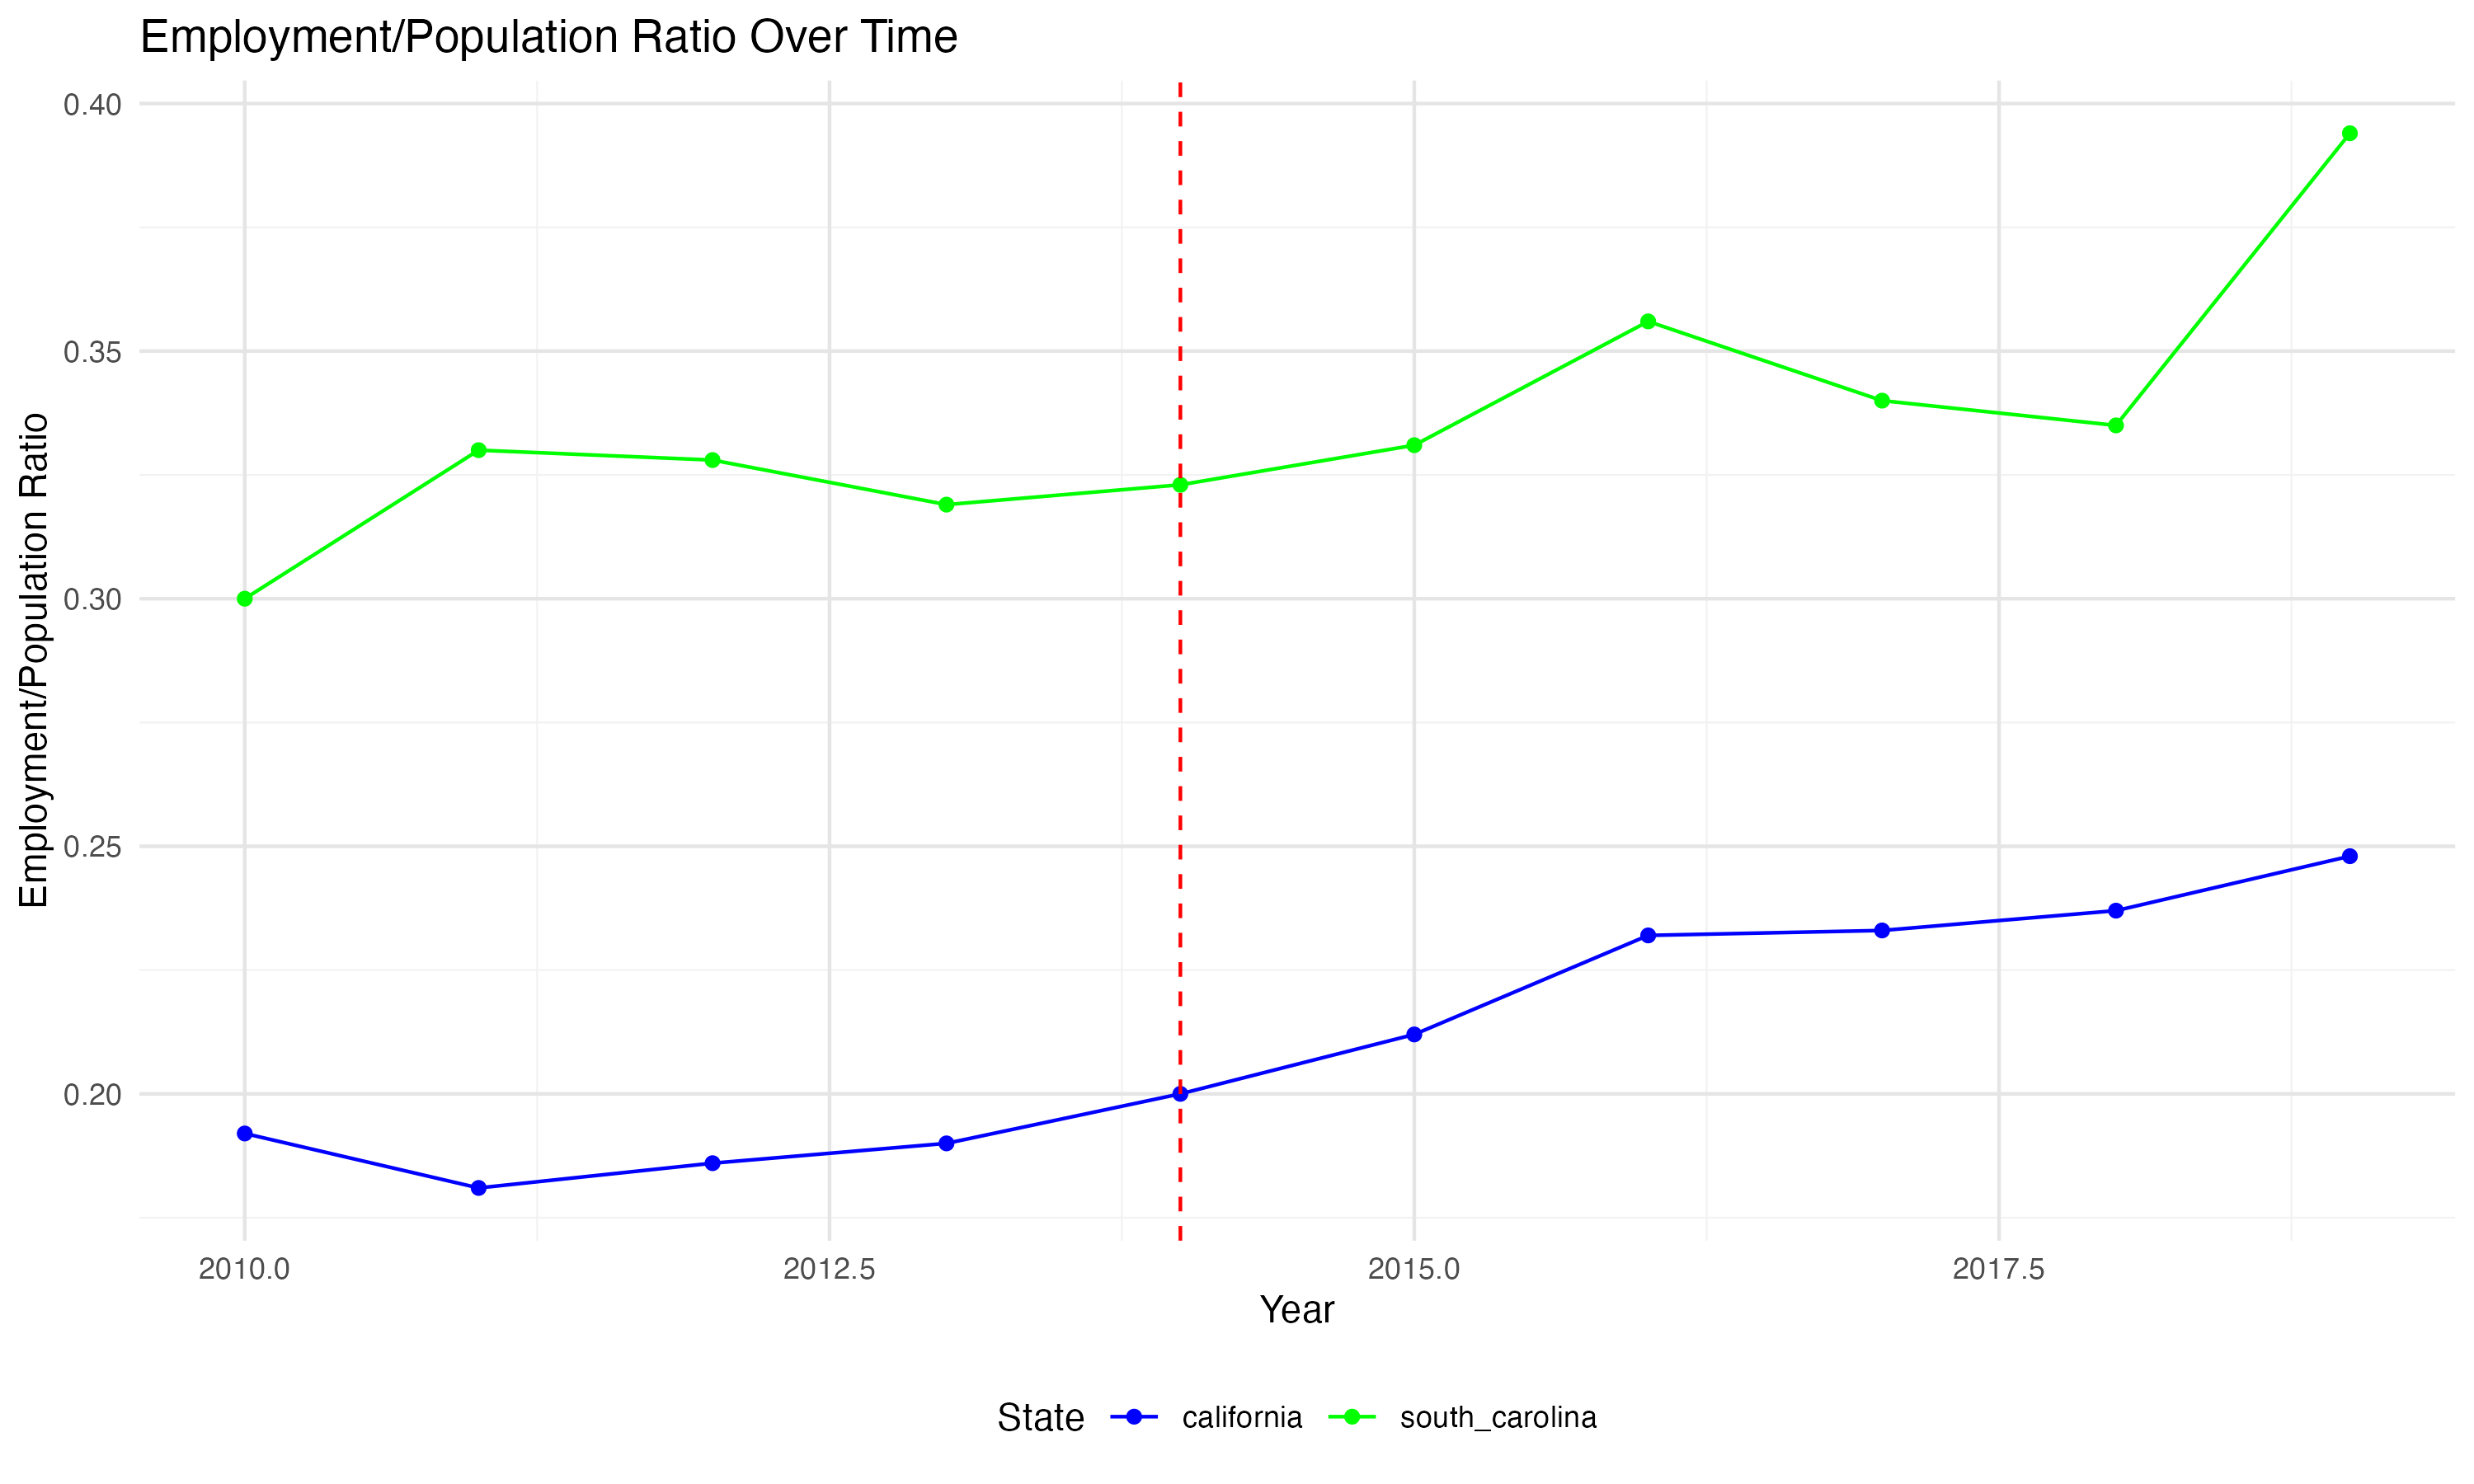 Employment/Population Ratio Over Time
Employment/Population Ratio
0.40
0.35
0.30
0.25
0.20
2010.0 2012.5 2015.0 2017.5
Year
State california south_carolina